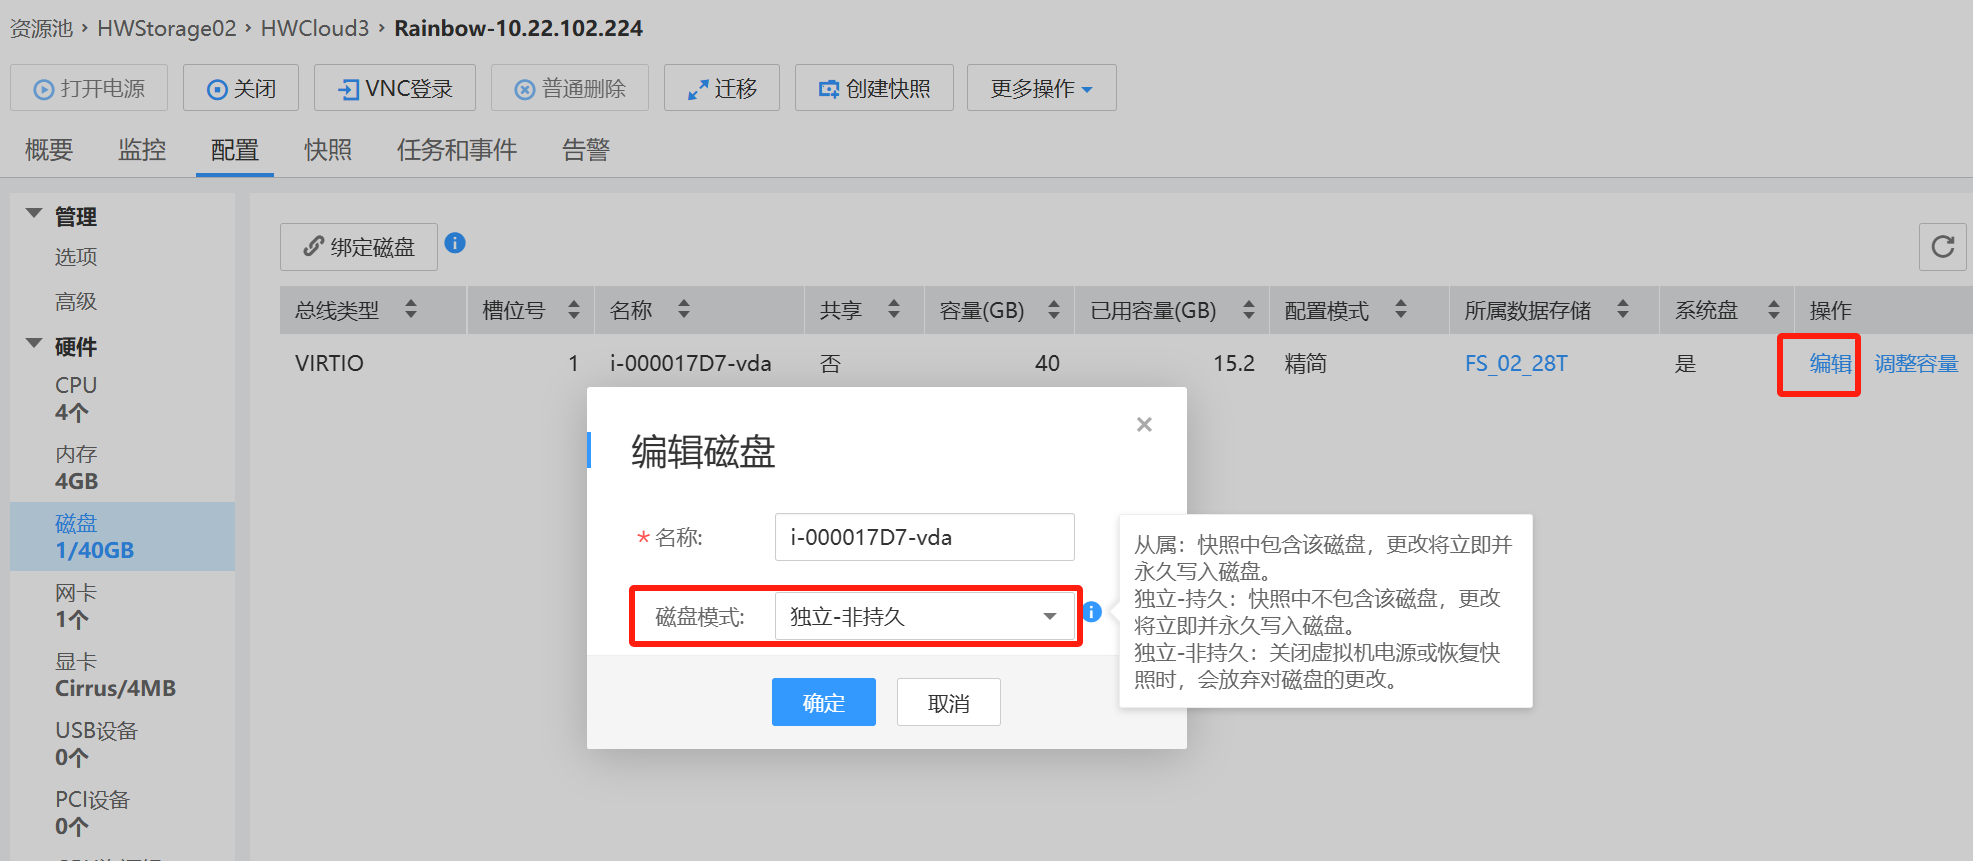 资源池 › HWStorage02 › HWCloud3 › Rainbow-10.22.102.224
打开电源 关闭 VNC登录 普通删除 迁移 创建快照 更多操作
概要 监控 配置 快照 任务和事件 告警
管理
选项
高级
硬件
CPU
4个
内存
4GB
磁盘
1/40GB
网卡
1个
显卡
Cirrus/4MB
USB设备
0个
PCI设备
0个
绑定磁盘
总线类型 槽位号 名称 共享 容量(GB) 已用容量(GB) 配置模式 所属数据存储 系统盘 操作
VIRTIO 1 i-000017D7-vda 否 40 15.2 精简 FS_02_28T 是 编辑 调整容量
编辑磁盘
* 名称: i-000017D7-vda
磁盘模式: 独立-非持久
确定 取消
从属：快照中包含该磁盘，更改将立即并
永久写入磁盘。
独立-持久：快照中不包含该磁盘，更改
将立即并永久写入磁盘。
独立-非持久：关闭虚拟机电源或恢复快
照时，会放弃对磁盘的更改。